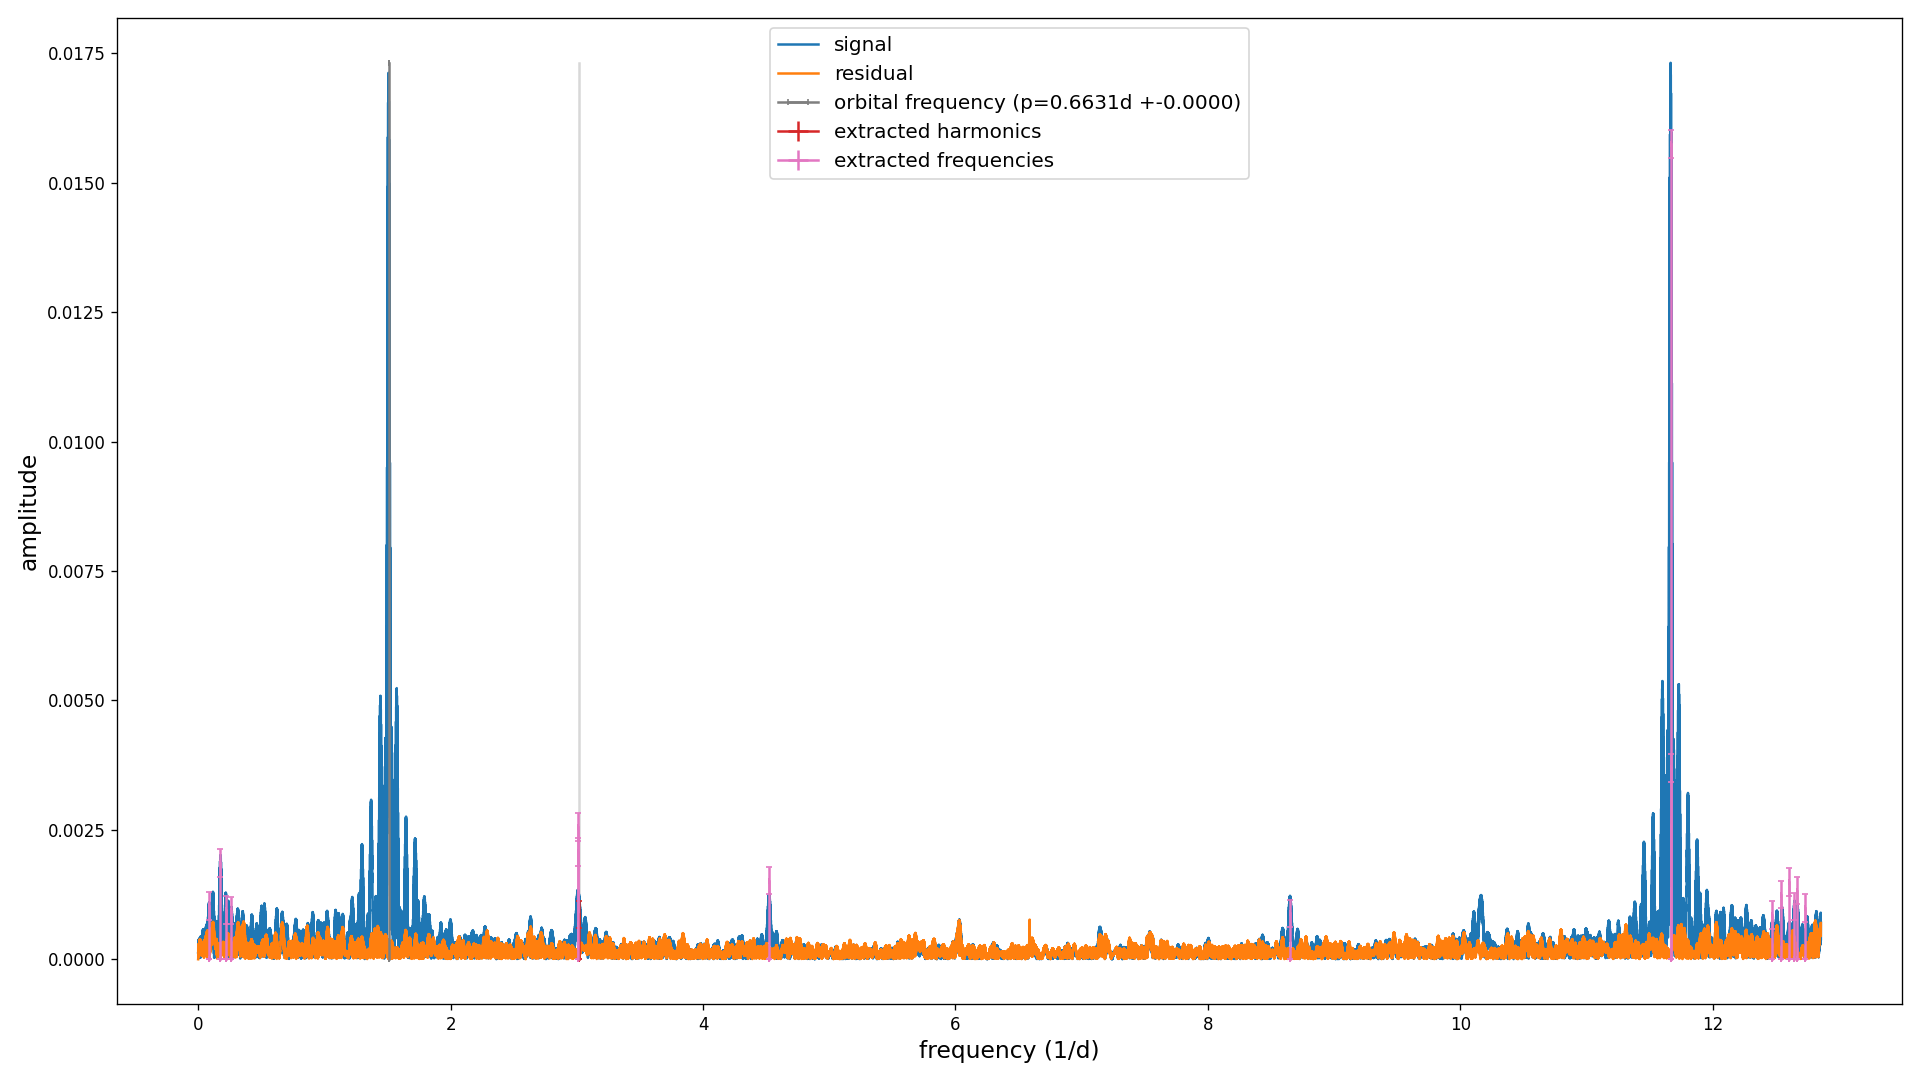 signal
residual
orbital frequency (p=0.6631d +-0.0000)
extracted harmonics
extracted frequencies
amplitude
0.0175
0.0150
0.0125
0.0100
0.0075
0.0050
0.0025
0.0000
0 2 4 6 8 10 12
frequency (1/d)